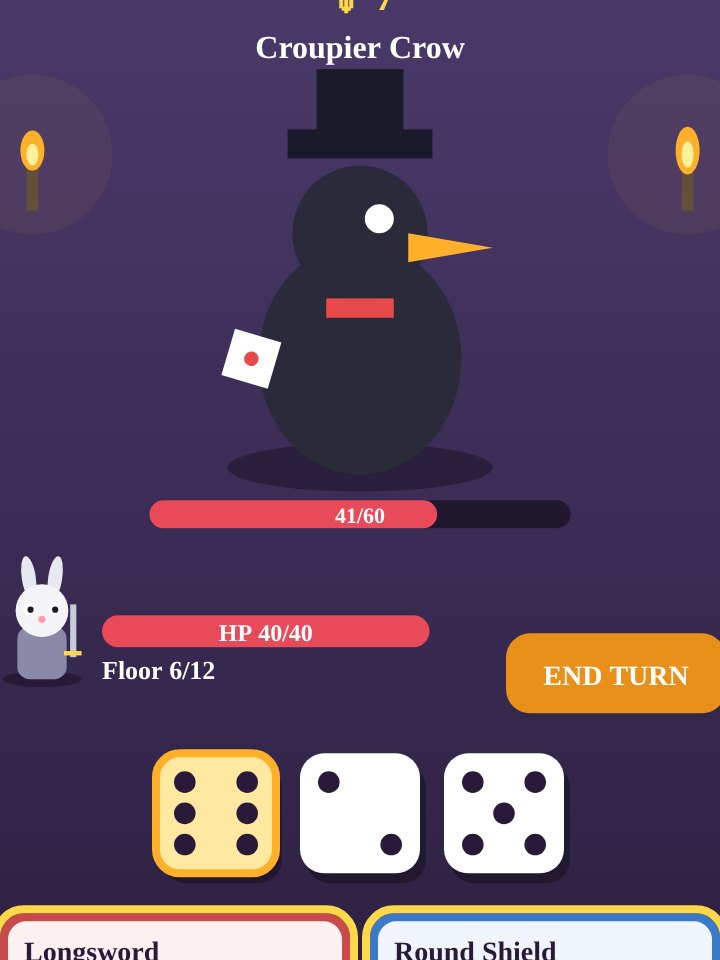 Croupier Crow
41/60
HP 40/40
Floor 6/12
END TURN
Longsword
Round Shield